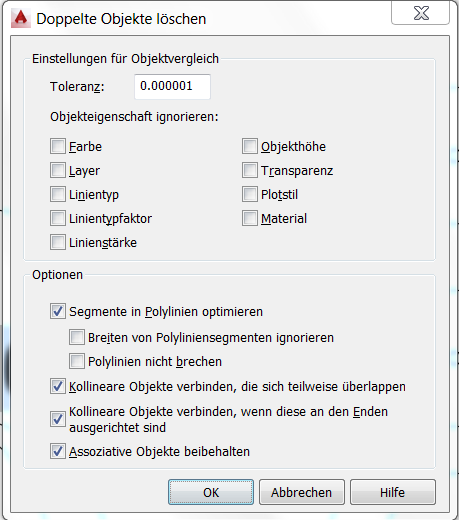 Doppelte Objekte löschen
Einstellungen für Objektvergleich
Toleranz: 0.000001
Objekteigenschaft ignorieren:
Farbe Objekthöhe
Layer Transparenz
Linientyp Plotstil
Linientypfaktor Material
Linienstärke
Optionen
Segmente in Polylinien optimieren
Breiten von Polyliniensegmenten ignorieren
Polylinien nicht brechen
Kollineare Objekte verbinden, die sich teilweise überlappen
Kollineare Objekte verbinden, wenn diese an den Enden
ausgerichtet sind
Assoziative Objekte beibehalten
OK Abbrechen Hilfe